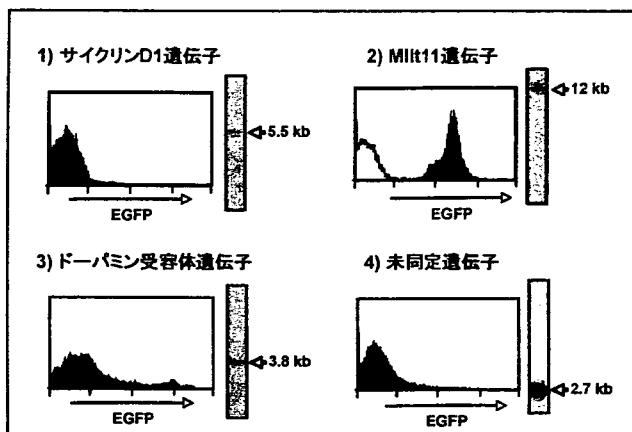 1) サイクリンD1遺伝子
5.5 kb
EGFP
2) Mllt11遺伝子
12 kb
EGFP
3) ドーパミン受容体遺伝子
3.8 kb
EGFP
4) 未同定遺伝子
2.7 kb
EGFP